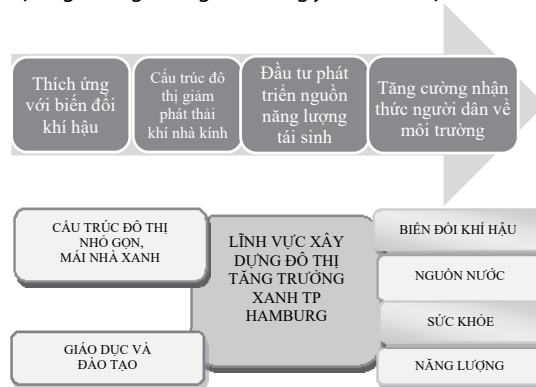 Thích ứng
với biến đổi
khí hậu
Cấu trúc đô
thị giảm
phát thải
khí nhà kính
Đầu tư phát
triển nguồn
năng lượng
tái sinh
Tăng cường nhận
thức người dân về
môi trường
CẤU TRÚC ĐÔ THỊ
NHỎ GỌN,
MÁI NHÀ XANH
GIÁO DỤC VÀ
ĐÀO TẠO
LĨNH VỰC XÂY
DỰNG ĐÔ THỊ
TĂNG TRƯỞNG
XANH TP
HAMBURG
BIẾN ĐỔI KHÍ HẬU
NGUỒN NƯỚC
SỨC KHỎE
NĂNG LƯỢNG